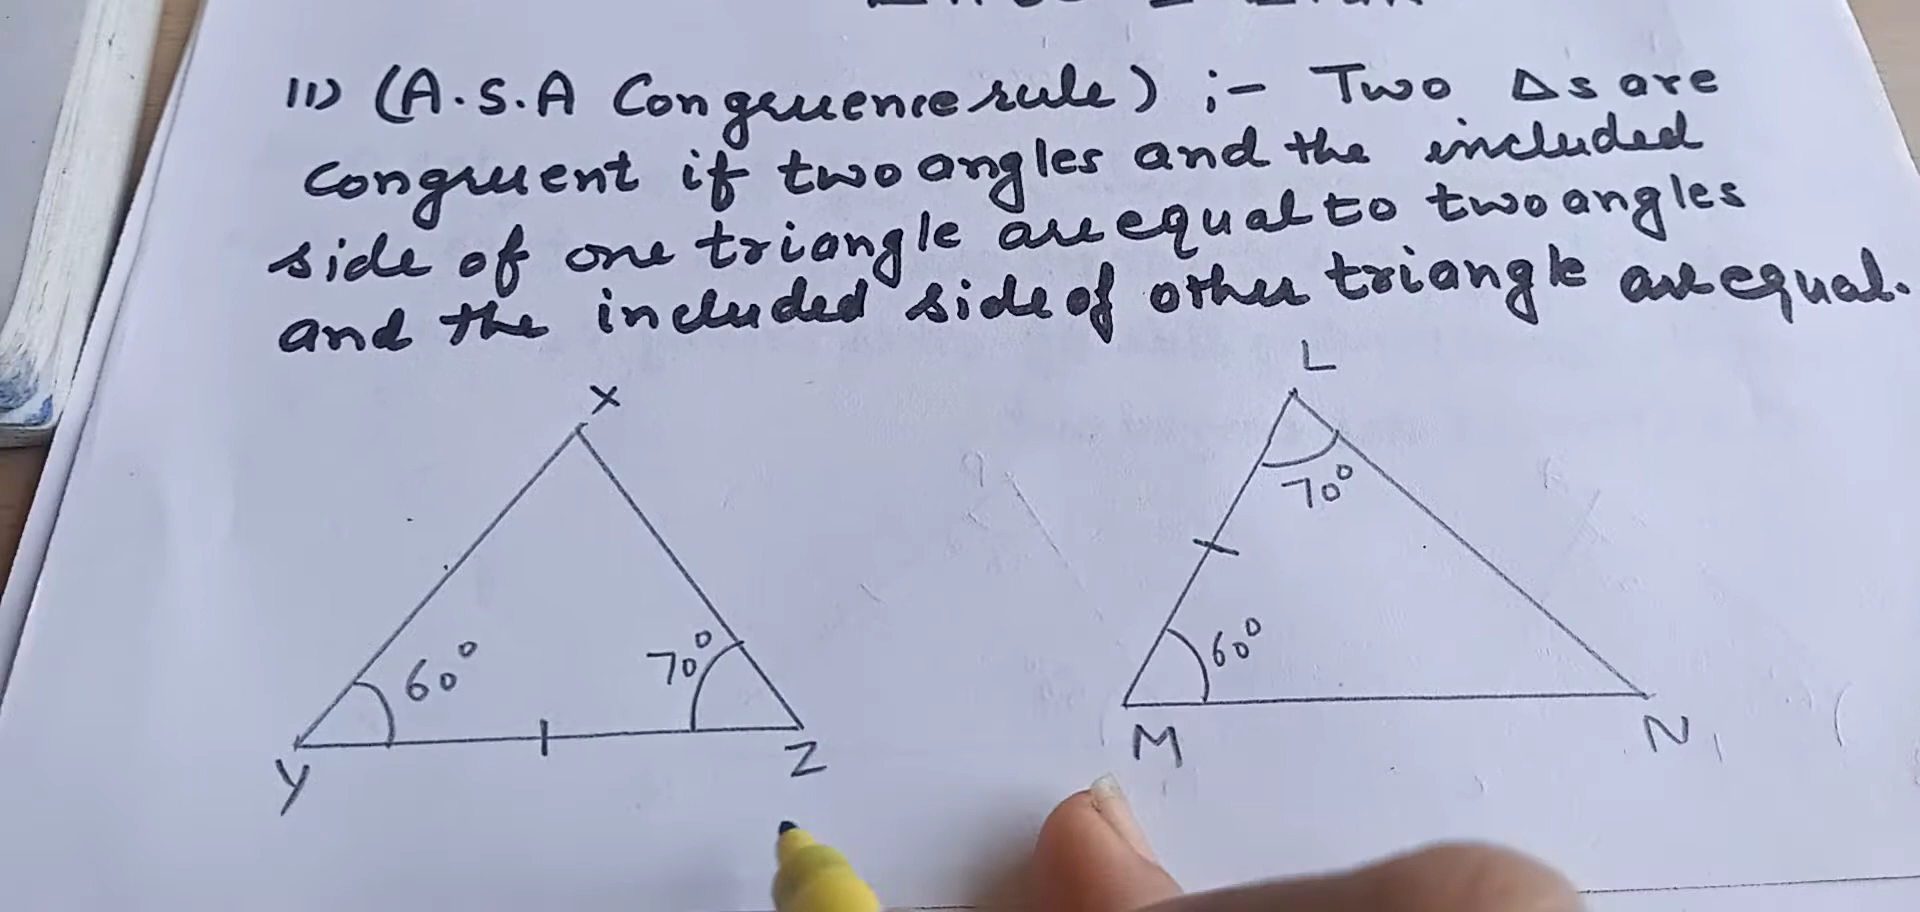 11) (A.S.A Congruence rule) :- Two Δs are
congruent if two angles and the included
side of one triangle are equal to two angles
and the included side of other triangle are equal.
X
L
70°
60°
70°
60°
Y
Z
M
N